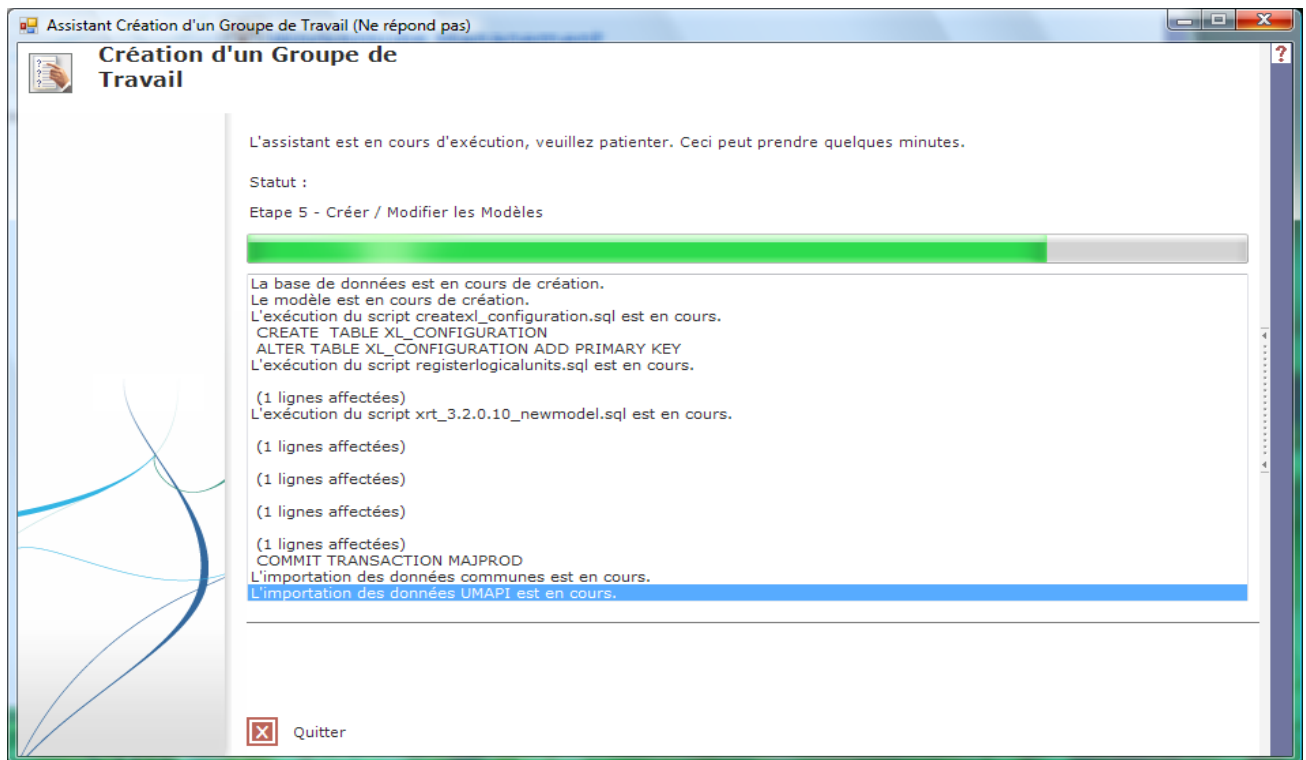 Assistant Création d'un Groupe de Travail (Ne répond pas)
Création d'un Groupe de
Travail
?
L'assistant est en cours d'exécution, veuillez patienter. Ceci peut prendre quelques minutes.
Statut :
Etape 5 - Créer / Modifier les Modèles
La base de données est en cours de création.
Le modèle est en cours de création.
L'exécution du script createxl_configuration.sql est en cours.
CREATE  TABLE XL_CONFIGURATION
ALTER TABLE XL_CONFIGURATION ADD PRIMARY KEY
L'exécution du script registerlogicalunits.sql est en cours.
(1 lignes affectées)
L'exécution du script xrt_3.2.0.10_newmodel.sql est en cours.
(1 lignes affectées)
(1 lignes affectées)
(1 lignes affectées)
(1 lignes affectées)
COMMIT TRANSACTION MAJPROD
L'importation des données communes est en cours.
L'importation des données UMAPI est en cours.
Quitter